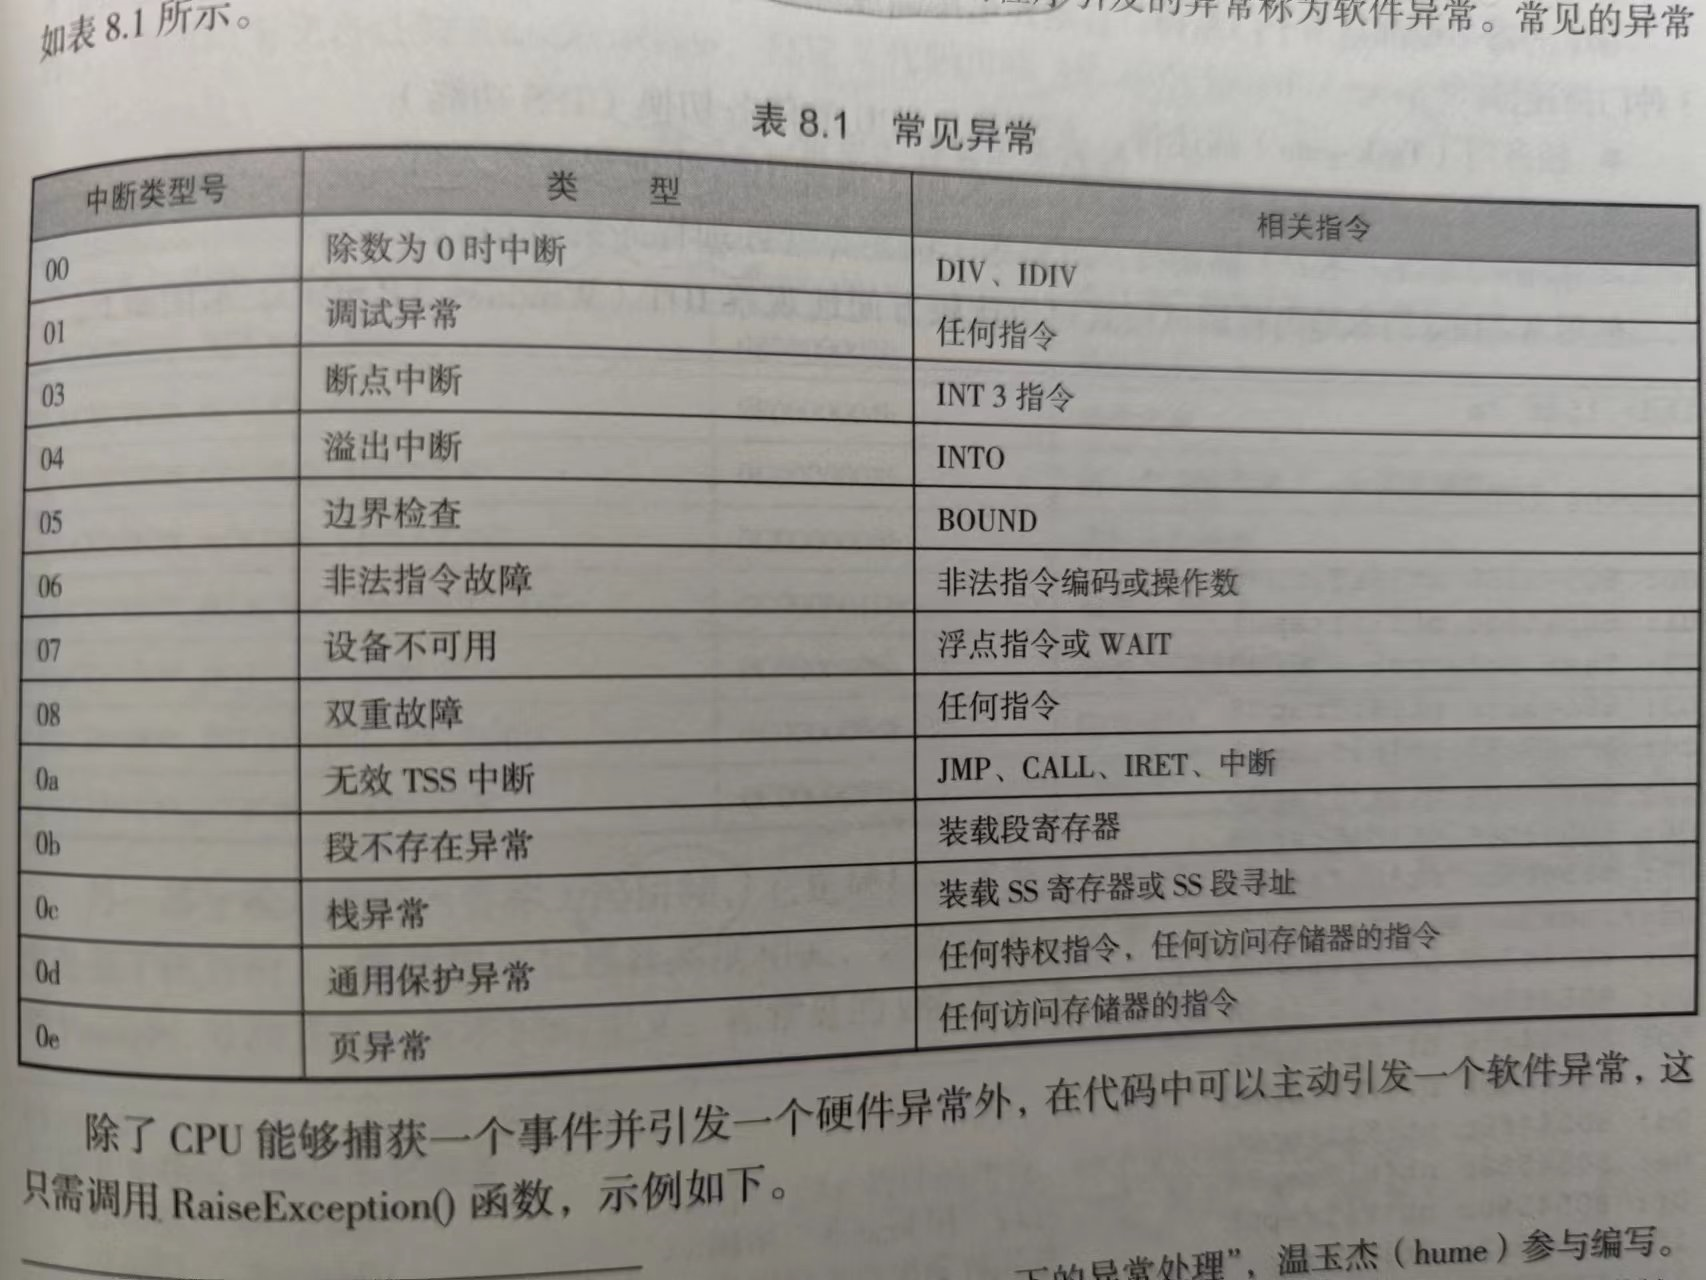 引发的异常称为软件异常。常见的异常
如表 8.1 所示。
表 8.1 常见异常
中断类型号 类 型 相关指令
00 除数为 0 时中断 DIV、IDIV
01 调试异常 任何指令
03 断点中断 INT 3 指令
04 溢出中断 INTO
05 边界检查 BOUND
06 非法指令故障 非法指令编码或操作数
07 设备不可用 浮点指令或 WAIT
08 双重故障 任何指令
0a 无效 TSS 中断 JMP、CALL、IRET、中断
0b 段不存在异常 装载段寄存器
0c 栈异常 装载 SS 寄存器或 SS 段寻址
0d 通用保护异常 任何特权指令，任何访问存储器的指令
0e 页异常 任何访问存储器的指令
除了 CPU 能够捕获一个事件并引发一个硬件异常外，在代码中可以主动引发一个软件异常，这
只需调用 RaiseException() 函数，示例如下。
下的异常处理”，温玉杰（hume）参与编写。